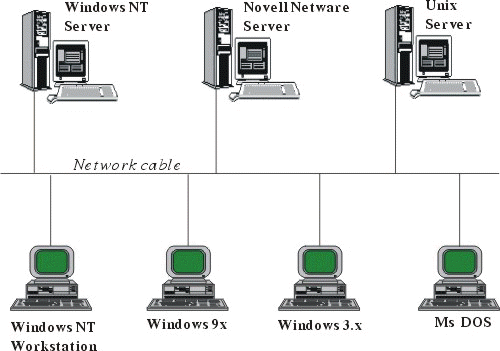 Windows NT
Server
Novell Netware
Server
Unix
Server
Network cable
Windows NT
Workstation
Windows 9x
Windows 3.x
Ms DOS